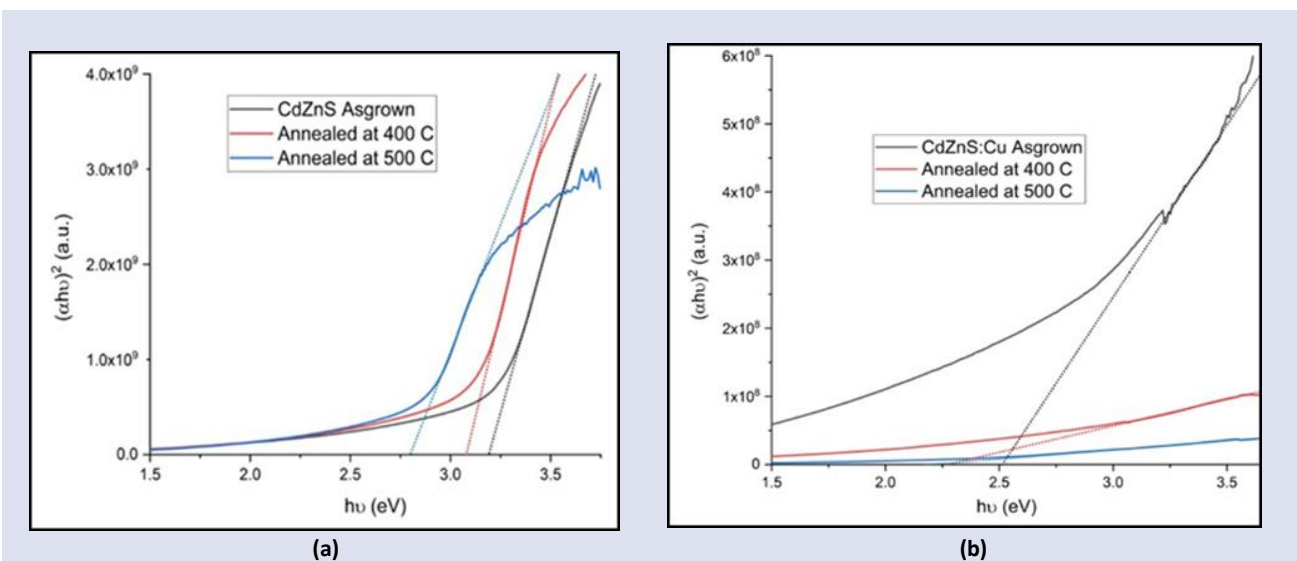 4.0x10⁹
3.0x10⁹
2.0x10⁹
1.0x10⁹
0.0
(αhυ)² (a.u.)
CdZnS Asgrown
Annealed at 400 C
Annealed at 500 C
1.5 2.0 2.5 3.0 3.5
hυ (eV)
(a)
6x10⁸
5x10⁸
4x10⁸
3x10⁸
2x10⁸
1x10⁸
0
(αhυ)² (a.u.)
CdZnS:Cu Asgrown
Annealed at 400 C
Annealed at 500 C
1.5 2.0 2.5 3.0 3.5
hυ (eV)
(b)